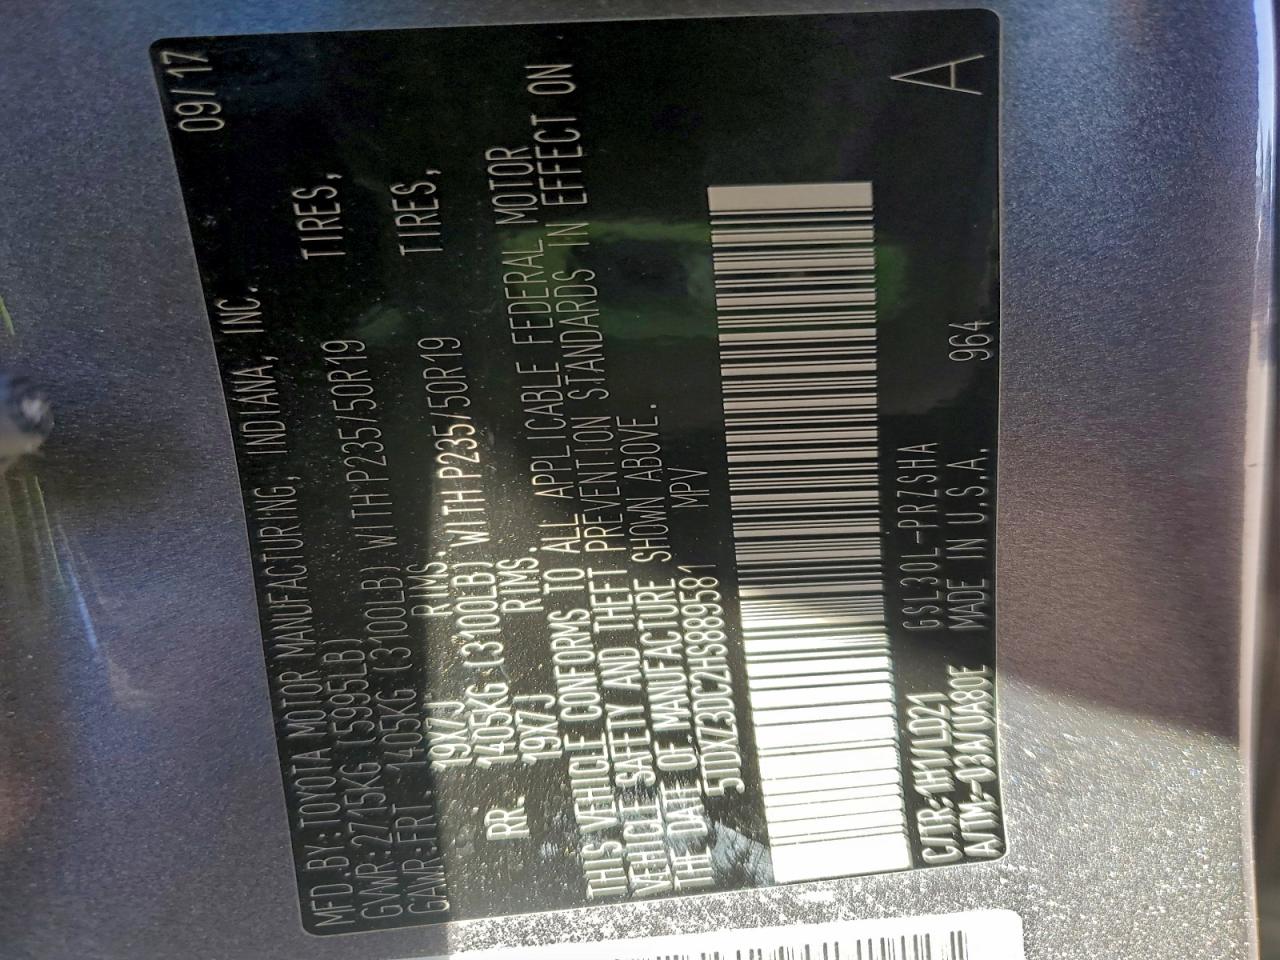 MFD.BY: TOYOTA MOTOR MANUFACTURING, INDIANA, INC. 09/17
GVWR: 2715KG (5995LB)
GAWR: FRT. 1405KG (3100LB) WITH P235/50R19 TIRES,
19X7J RIMS.
RR. 1405KG (3100LB) WITH P235/50R19 TIRES,
19X7J RIMS.
THIS VEHICLE CONFORMS TO ALL APPLICABLE FEDERAL MOTOR
VEHICLE SAFETY AND THEFT PREVENTION STANDARDS IN EFFECT ON
THE DATE OF MANUFACTURE SHOWN ABOVE.
5TDXZ3DC2HS889581 MPV
C/TR: 1H1/LD21 GSL30L-PRZSHA
A/TM: -03A/UA80E MADE IN U.S.A. 964 A